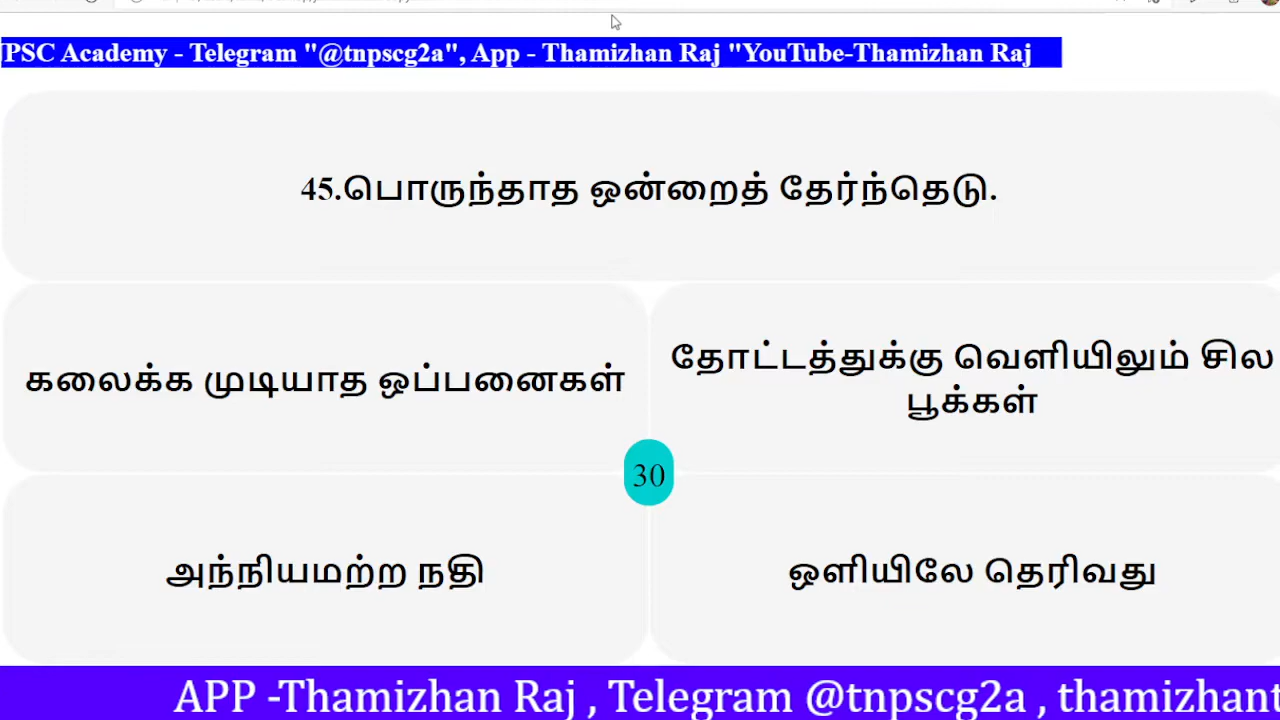 PSC Academy - Telegram "@tnpscg2a", App - Thamizhan Raj "YouTube-Thamizhan Raj
45.பொருந்தாத ஒன்றைத் தேர்ந்தெடு.
கலைக்க முடியாத ஒப்பனைகள்
தோட்டத்துக்கு வெளியிலும் சில
பூக்கள்
30
அந்நியமற்ற நதி
ஒளியிலே தெரிவது
APP -Thamizhan Raj , Telegram @tnpscg2a , thamizhant